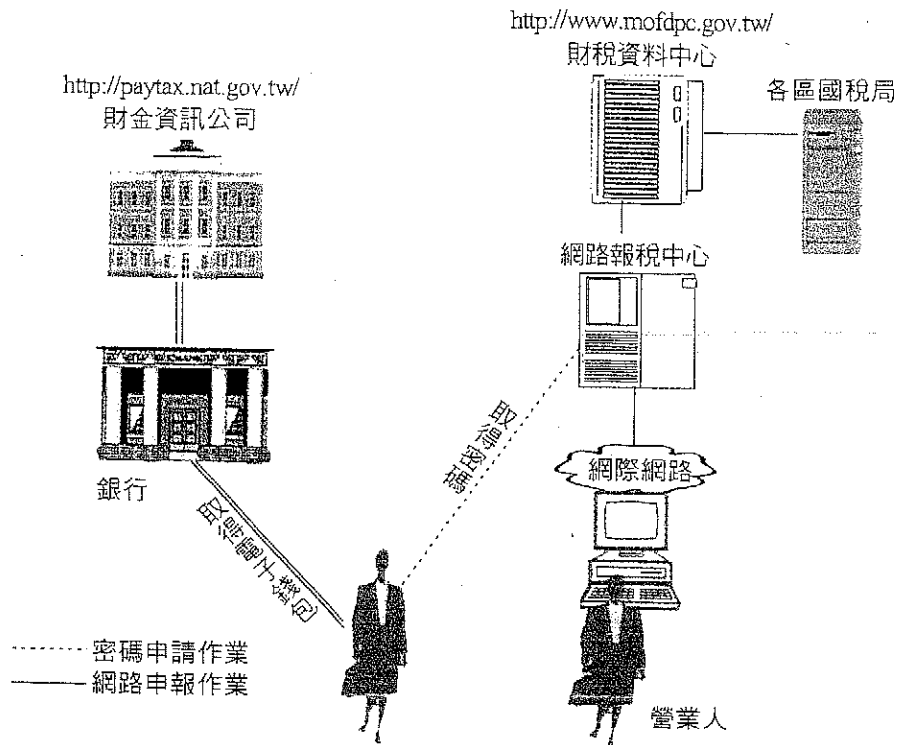 http://www.mofdpc.gov.tw/
財稅資料中心
各區國稅局
http://paytax.nat.gov.tw/
財金資訊公司
網路報稅中心
取得密碼
網際網路
銀行
取得電子錢包
密碼申請作業
網路申報作業
營業人